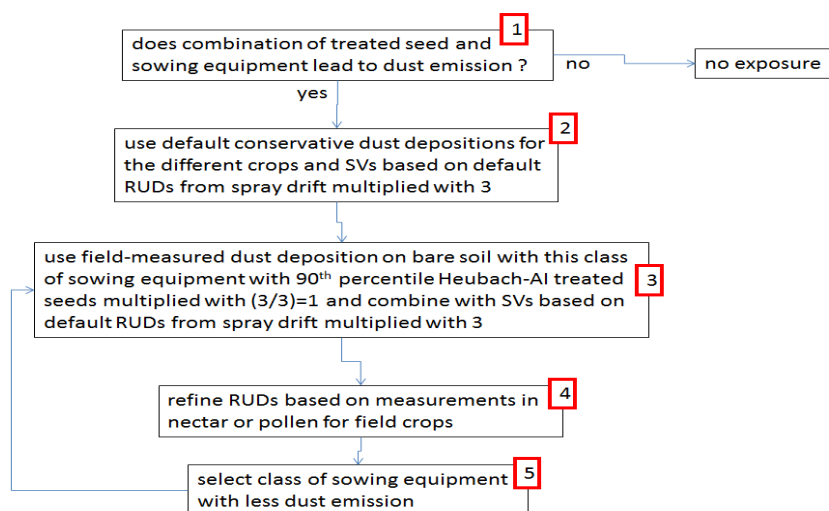 1
does combination of treated seed and
sowing equipment lead to dust emission ?
no
no exposure
yes
2
use default conservative dust depositions for
the different crops and SVs based on default
RUDs from spray drift multiplied with 3
3
use field-measured dust deposition on bare soil with this class
of sowing equipment with 90th percentile Heubach-AI treated
seeds multiplied with (3/3)=1 and combine with SVs based on
default RUDs from spray drift multiplied with 3
4
refine RUDs based on measurements in
nectar or pollen for field crops
5
select class of sowing equipment
with less dust emission